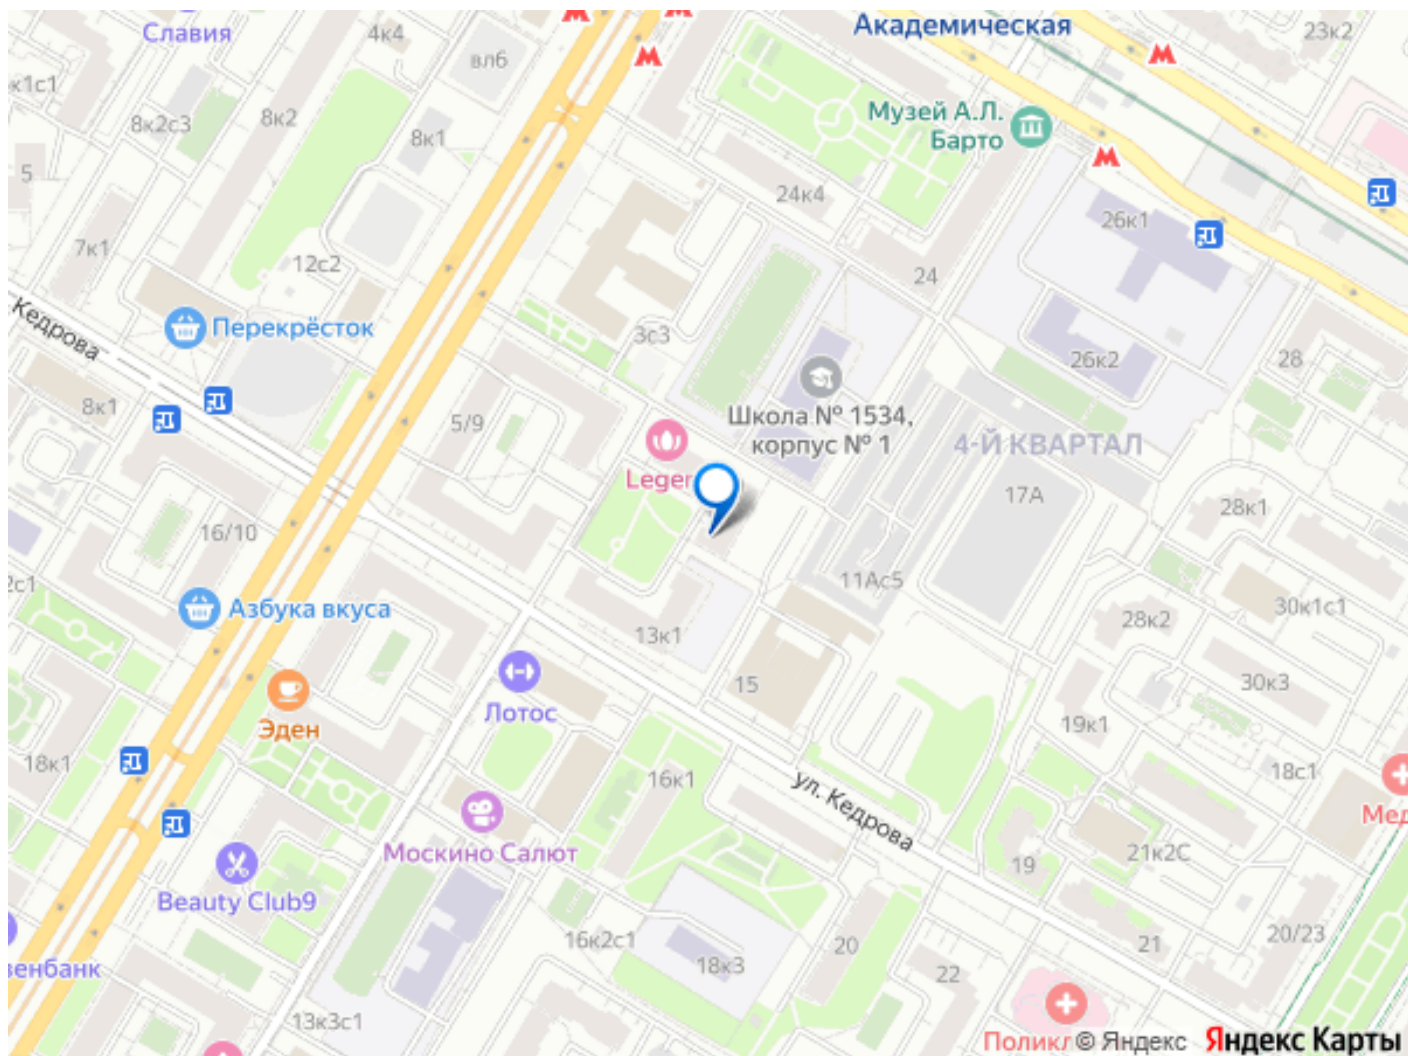 Славия
4к4
вл6
Академическая
23к2
к1с1
8к2с3
8к2
8к1
Музей А.Л.
Барто
5
24к4
26к1
7к1
12с2
24
Кедрова
Перекрёсток
3с3
26к2
28
8к1
5/9
Школа № 1534,
корпус № 1
4-Й КВАРТАЛ
Leger
17А
28к1
16/10
2с1
11Ас5
Азбука вкуса
13к1
28к2
30к1с1
15
30к3
Лотос
Эден
19к1
18к1
16к1
ул. Кедрова
18с1
Мед
Москино Салют
21к2С
19
Beauty Club9
16к2с1
20
21
20/23
венбанк
18к3
22
13к3с1
Поликл
© Яндекс
Яндекс Карты